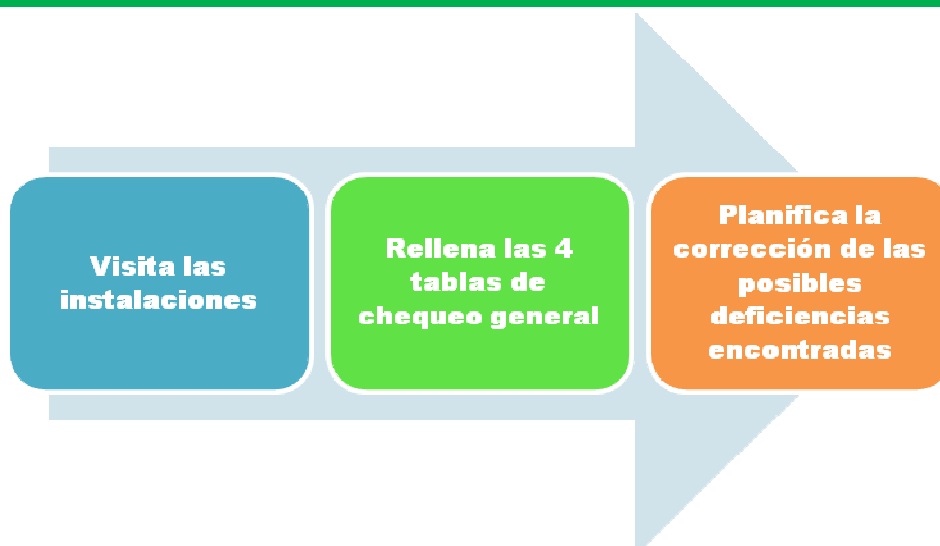 Visita las
instalaciones
Rellena las 4
tablas de
chequeo general
Planifica la
corrección de las
posibles
deficiencias
encontradas